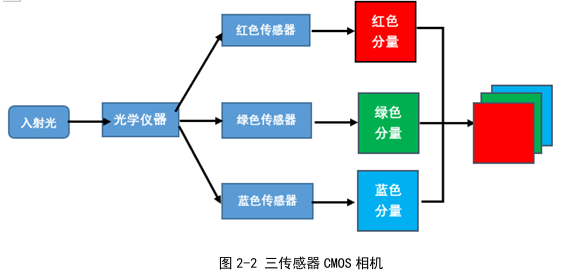 红色传感器
红色
分量
入射光
光学仪器
绿色传感器
绿色
分量
蓝色传感器
蓝色
分量
图 2-2 三传感器 CMOS 相机